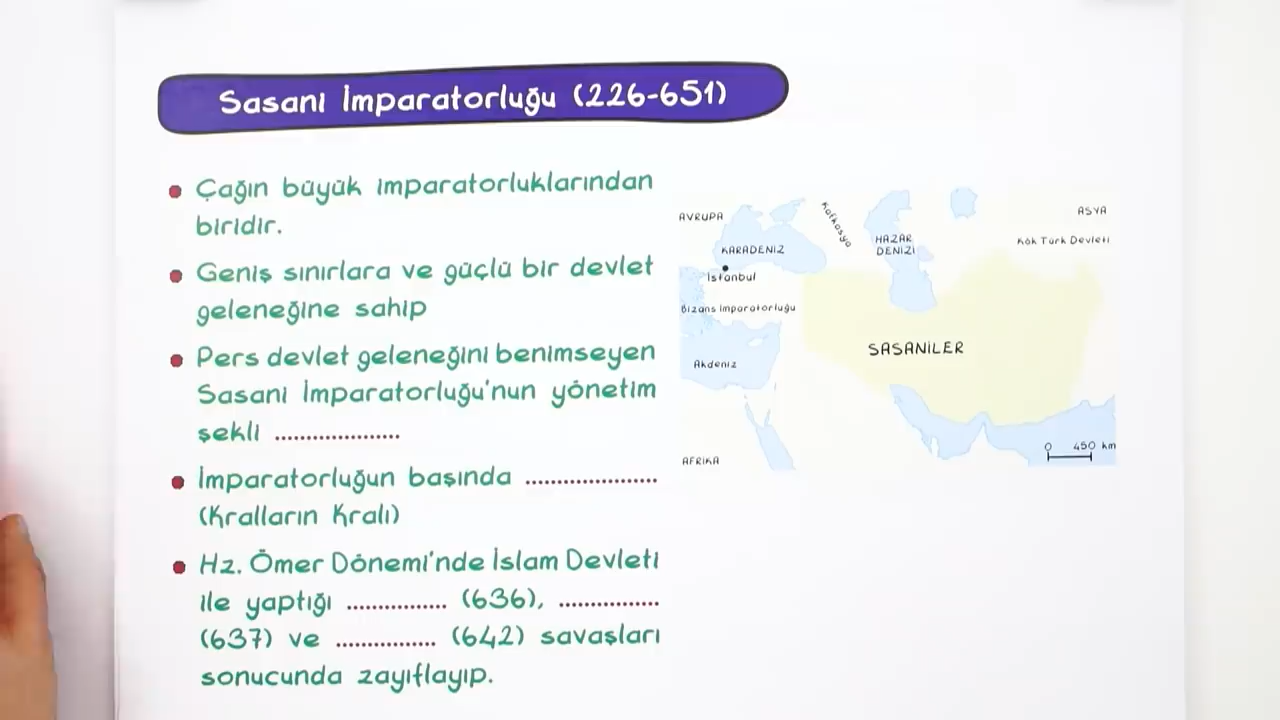 Sasani İmparatorluğu (226-651)
Çağın büyük imparatorluklarından
biridir.
Geniş sınırlara ve güçlü bir devlet
geleneğine sahip
Pers devlet geleneğini benimseyen
Sasani İmparatorluğu'nun yönetim
şekli ....................
İmparatorluğun başında .....................
(Kralların Kralı)
Hz. Ömer Dönemi'nde İslam Devleti
ile yaptığı ................ (636), ................
(637) ve ................ (642) savaşları
sonucunda zayıflayıp.
AVRUPA
Kafkasya
ASYA
KARADENİZ
HAZAR
DENİZİ
Kök Türk Devleti
İstanbul
Bizans İmparatorluğu
SASANİLER
Akdeniz
AFRİKA
0 450 km